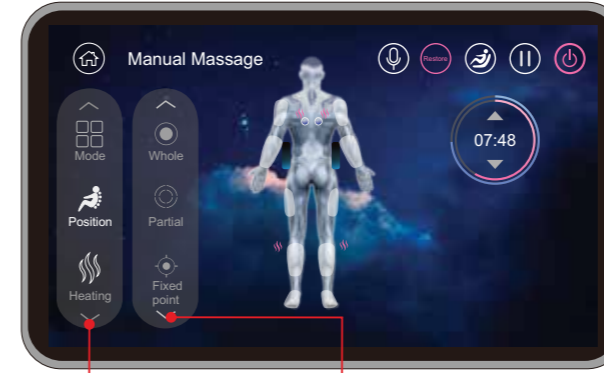 Manual Massage
Restore
07:48
Mode
Position
Heating
Whole
Partial
Fixed
point